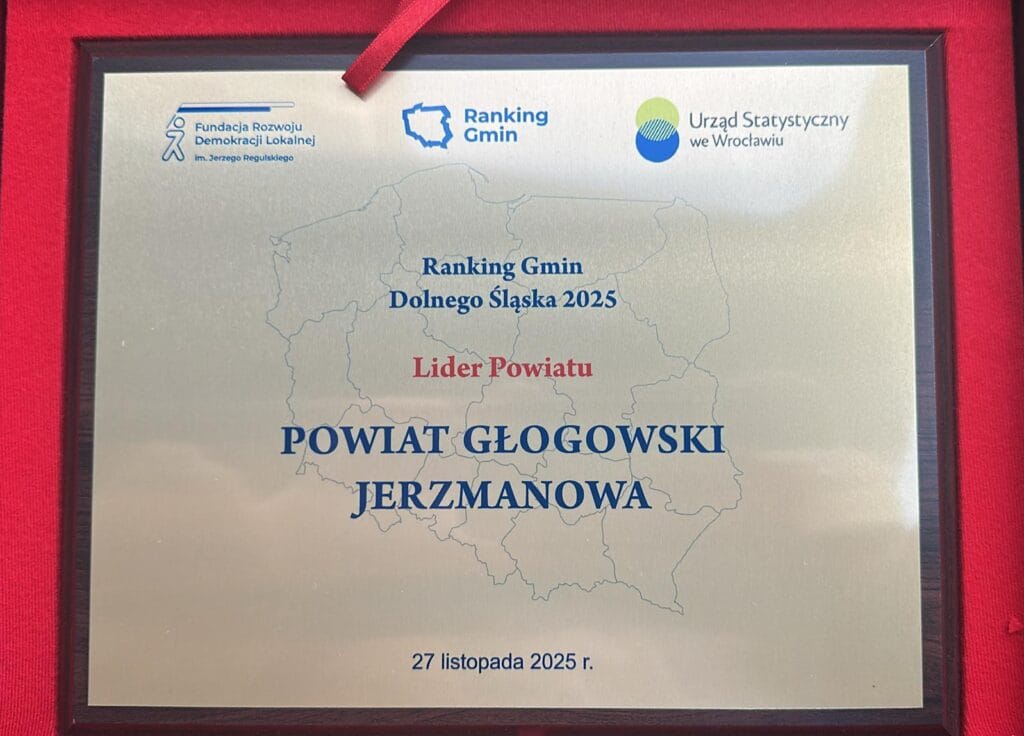 Fundacja Rozwoju
Demokracji Lokalnej
im. Jerzego Regulskiego
Ranking
Gmin
Urząd Statystyczny
we Wrocławiu
Ranking Gmin
Dolnego Śląska 2025
Lider Powiatu
POWIAT GŁOGOWSKI
JERZMANOWA
27 listopada 2025 r.